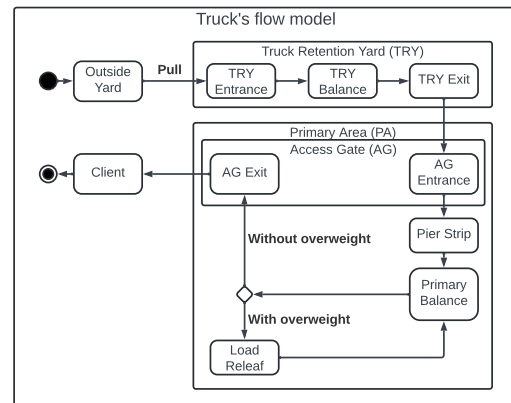 Truck's flow model
Truck Retention Yard (TRY)
Outside
Yard
Pull
TRY
Entrance
TRY
Balance
TRY Exit
Primary Area (PA)
Access Gate (AG)
Client
AG Exit
AG
Entrance
Pier Strip
Without overweight
Primary
Balance
With overweight
Load
Releaf